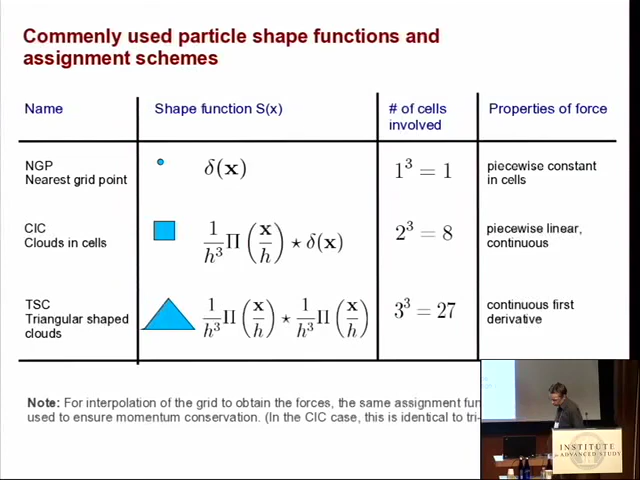 Commonly used particle shape functions and
assignment schemes
Name Shape function S(x) # of cells involved Properties of force
NGP
Nearest grid point
δ(x)
1³ = 1
piecewise constant
in cells
CIC
Clouds in cells
1/h³ Π (x/h) ⋆ δ(x)
2³ = 8
piecewise linear,
continuous
TSC
Triangular shaped
clouds
1/h³ Π (x/h) ⋆ 1/h³ Π (x/h)
3³ = 27
continuous first
derivative
Note: For interpolation of the grid to obtain the forces, the same assignment fun
used to ensure momentum conservation. (In the CIC case, this is identical to tri-
INSTITUTE
ADVANCED STUDY